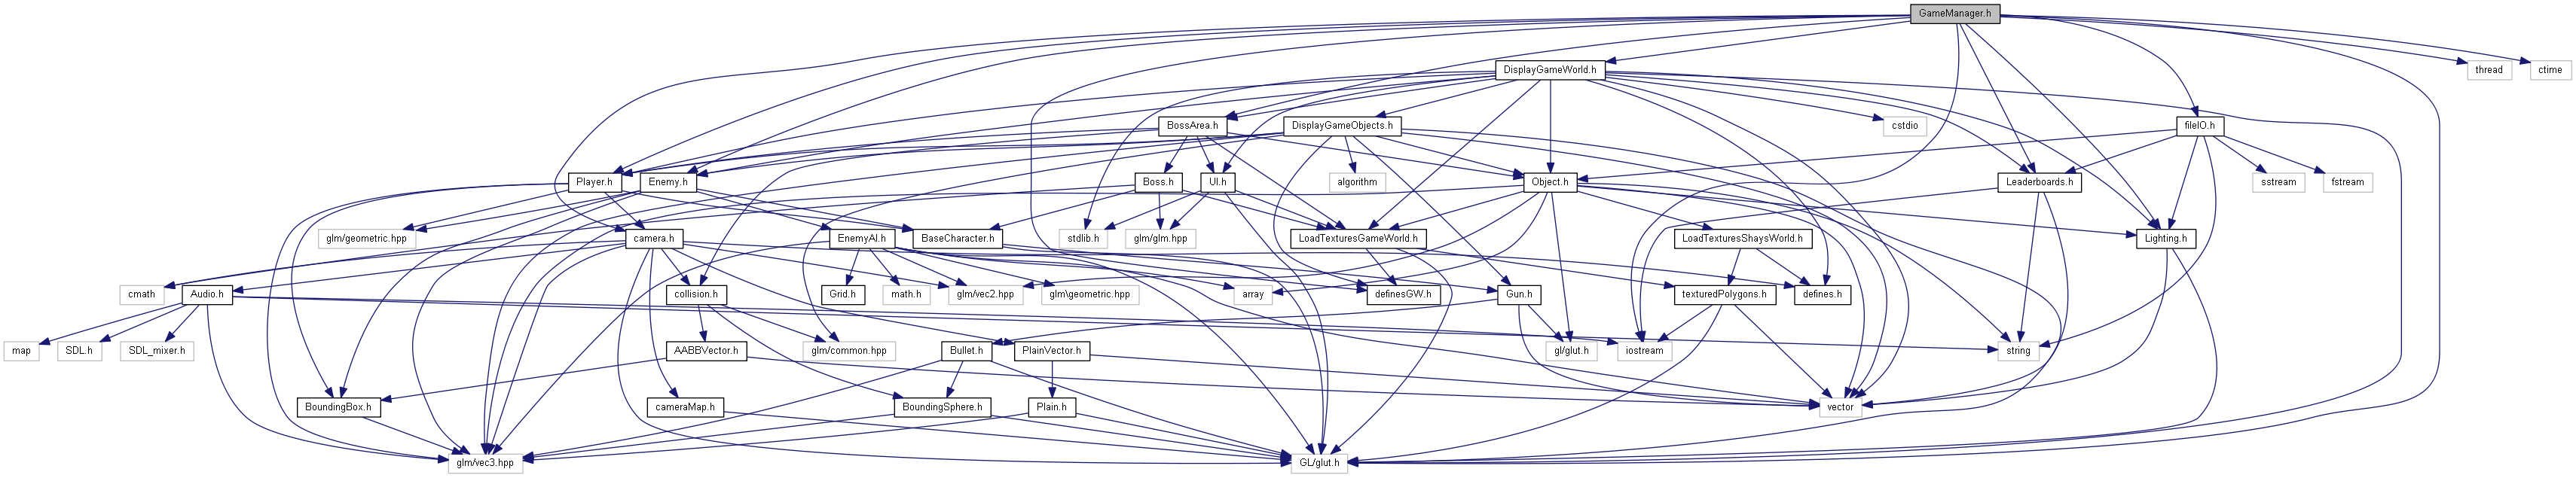 GameManager.h
DisplayGameWorld.h
thread
ctime
BossArea.h
DisplayGameObjects.h
cstdio
fileIO.h
Player.h
Enemy.h
algorithm
Boss.h
UI.h
Object.h
Leaderboards.h
sstream
fstream
glm/geometric.hpp
camera.h
EnemyAI.h
BaseCharacter.h
stdlib.h
glm/glm.hpp
LoadTexturesGameWorld.h
LoadTexturesShaysWorld.h
Lighting.h
cmath
Audio.h
collision.h
Grid.h
math.h
glm/vec2.hpp
glm\geometric.hpp
array
definesGW.h
Gun.h
texturedPolygons.h
defines.h
map
SDL.h
SDL_mixer.h
AABBVector.h
glm/common.hpp
Bullet.h
PlainVector.h
gl/glut.h
iostream
string
BoundingBox.h
cameraMap.h
BoundingSphere.h
Plain.h
vector
glm/vec3.hpp
GL/glut.h